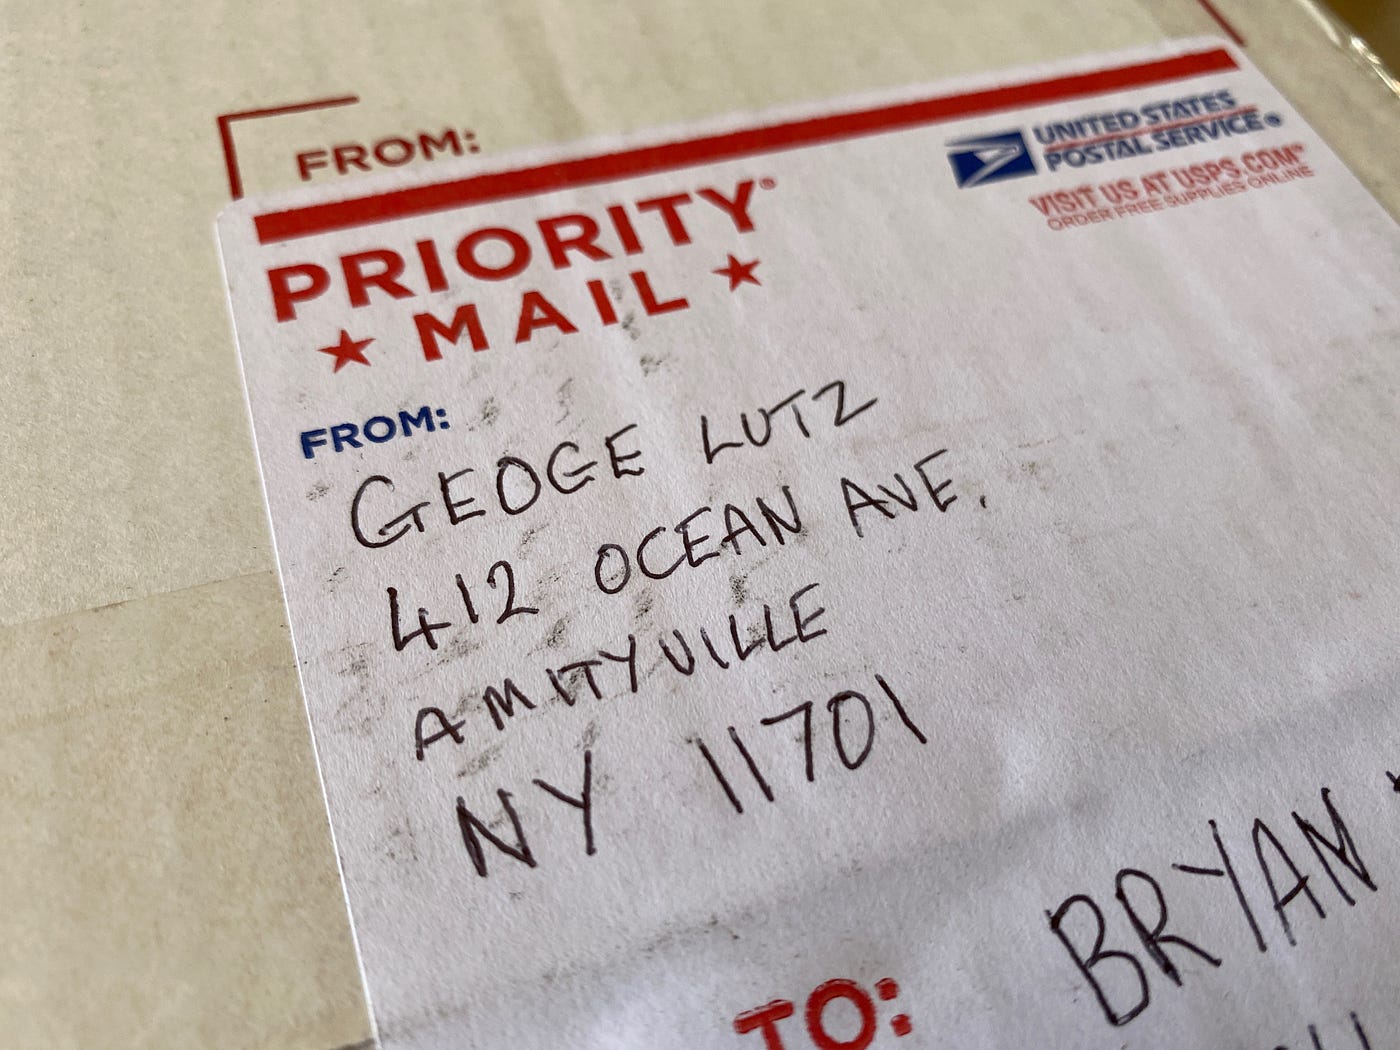 FROM:
PRIORITY®
★ MAIL ★
UNITED STATES
POSTAL SERVICE®
VISIT US AT USPS.COM®
ORDER FREE SUPPLIES ONLINE
FROM:
GEOGE LUTZ
412 OCEAN AVE.
AMITYVILLE
NY 11701
TO:
BRYAN